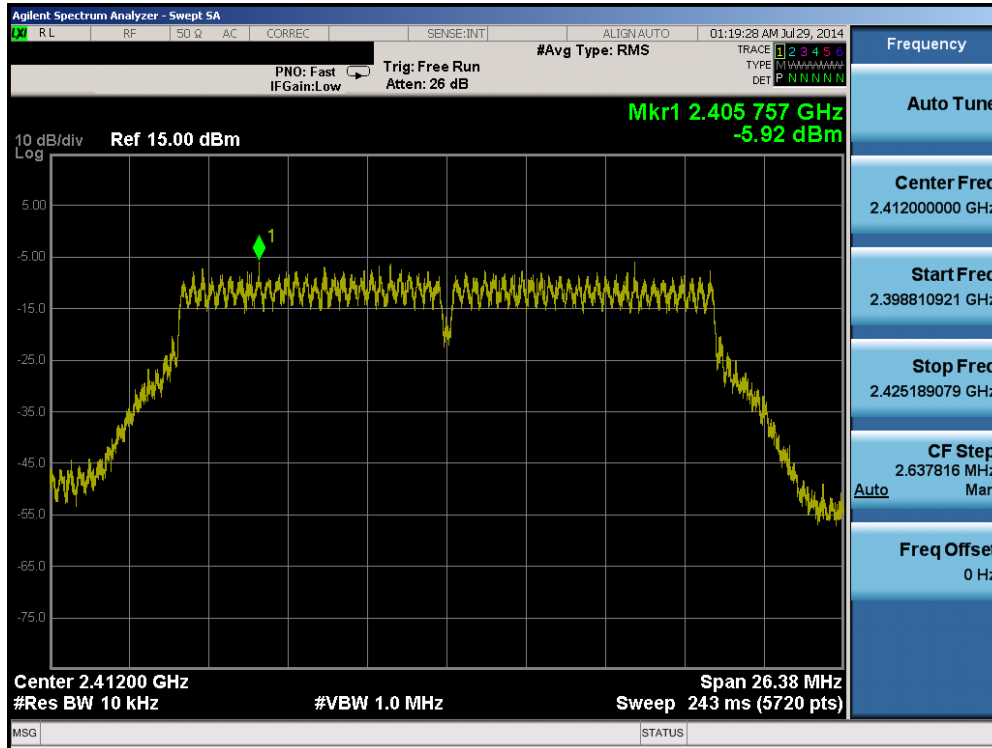 Agilent Spectrum Analyzer - Swept SA
LXI RL RF 50 Ω AC CORREC SENSE:INT ALIGN AUTO 01:19:28 AM Jul 29, 2014
#Avg Type: RMS TRACE 1 2 3 4 5 6
PNO: Fast Trig: Free Run TYPE M
IFGain:Low Atten: 26 dB DET P N N N N N
Mkr1 2.405 757 GHz
-5.92 dBm
10 dB/div Ref 15.00 dBm
Log
1
5.00
-5.00
-15.0
-25.0
-35.0
-45.0
-55.0
-65.0
-75.0
Center 2.41200 GHz Span 26.38 MHz
#Res BW 10 kHz #VBW 1.0 MHz Sweep 243 ms (5720 pts)
MSG STATUS
Frequency
Auto Tune
Center Freq
2.412000000 GHz
Start Freq
2.398810921 GHz
Stop Freq
2.425189079 GHz
CF Step
2.637816 MHz
Auto Man
Freq Offset
0 Hz